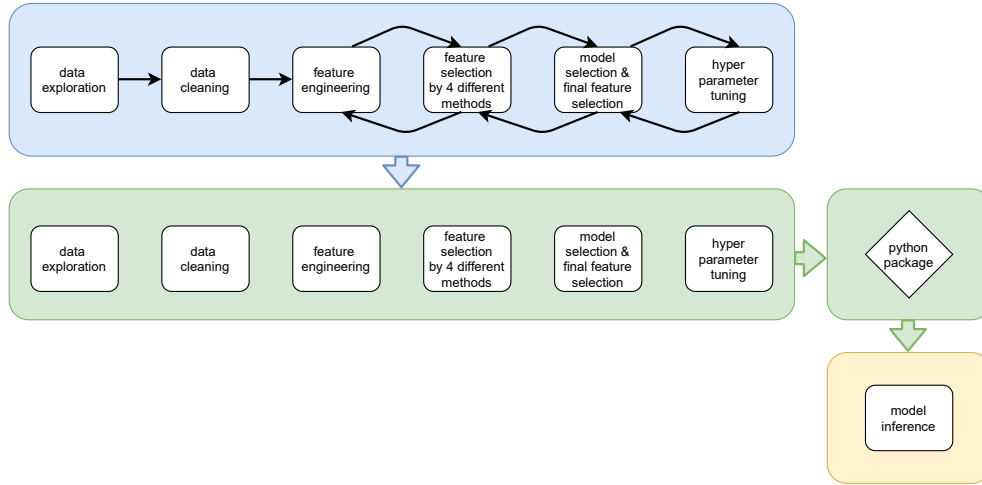 data
exploration
data
cleaning
feature
engineering
feature
selection
by 4 different
methods
model
selection &
final feature
selection
hyper
parameter
tuning
data
exploration
data
cleaning
feature
engineering
feature
selection
by 4 different
methods
model
selection &
final feature
selection
hyper
parameter
tuning
python
package
model
inference